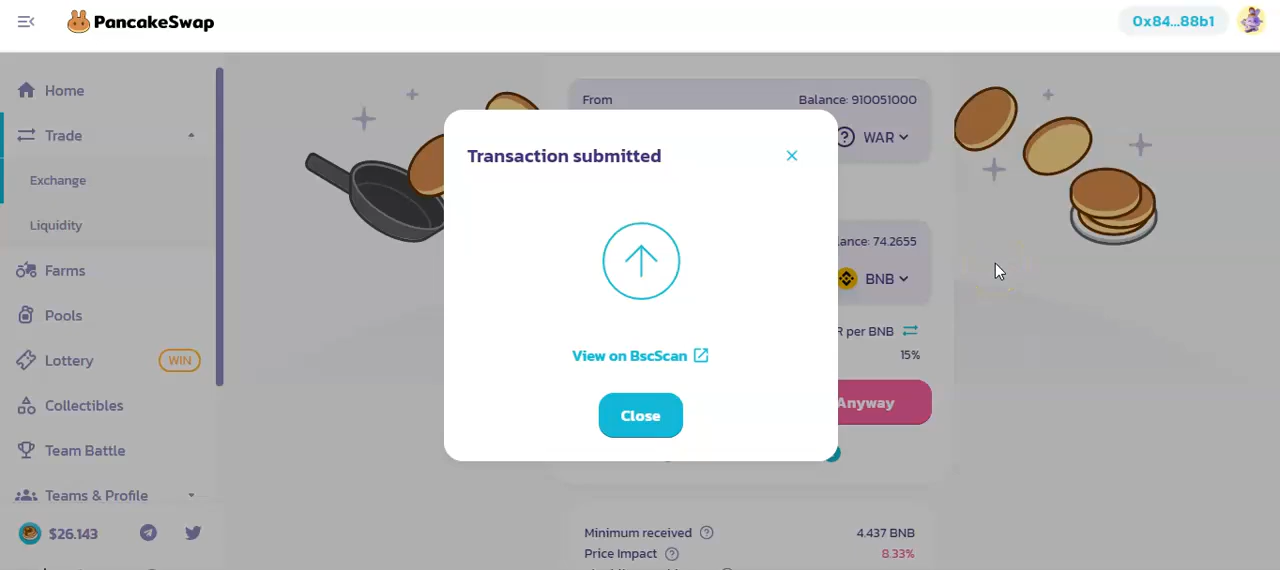 PancakeSwap
0x84...88b1
Home
Trade
Exchange
Liquidity
Farms
Pools
Lottery
WIN
Collectibles
Team Battle
Teams & Profile
$26.143
From
Balance: 910051000
WAR
Transaction submitted
View on BscScan
Close
lance: 74.2655
BNB
R per BNB
15%
Anyway
Minimum received
4.437 BNB
Price Impact
8.33%